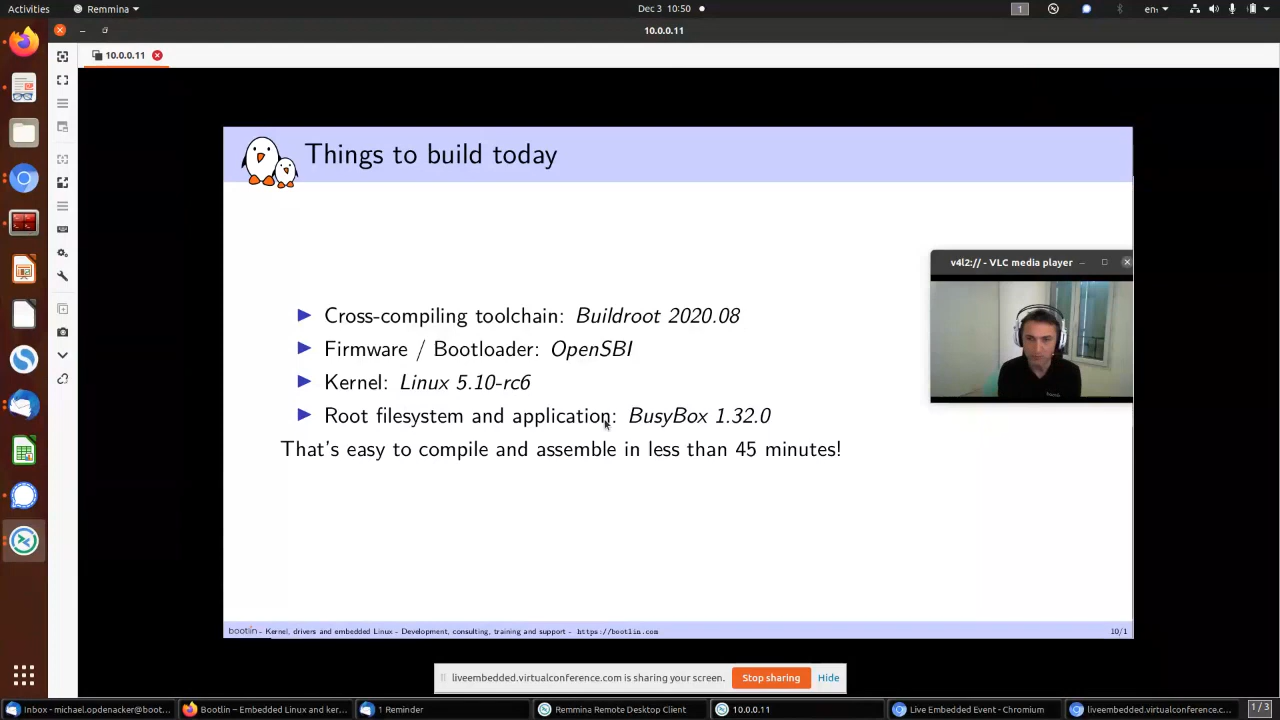 Activities
Remmina
Dec 3 10:50
1
en
10.0.0.11
10.0.0.11
Things to build today
v4l2:// - VLC media player
Cross-compiling toolchain: Buildroot 2020.08
Firmware / Bootloader: OpenSBI
Kernel: Linux 5.10-rc6
Root filesystem and application: BusyBox 1.32.0
That's easy to compile and assemble in less than 45 minutes!
bootlin - Kernel, drivers and embedded Linux - Development, consulting, training and support - https://bootlin.com
10/1
liveembedded.virtualconference.com is sharing your screen.
Stop sharing
Hide
Inbox - michael.opdenacker@boot...
Bootlin – Embedded Linux and ker...
1 Reminder
Remmina Remote Desktop Client
10.0.0.11
Live Embedded Event - Chromium
liveembedded.virtualconference.c...
1 / 3